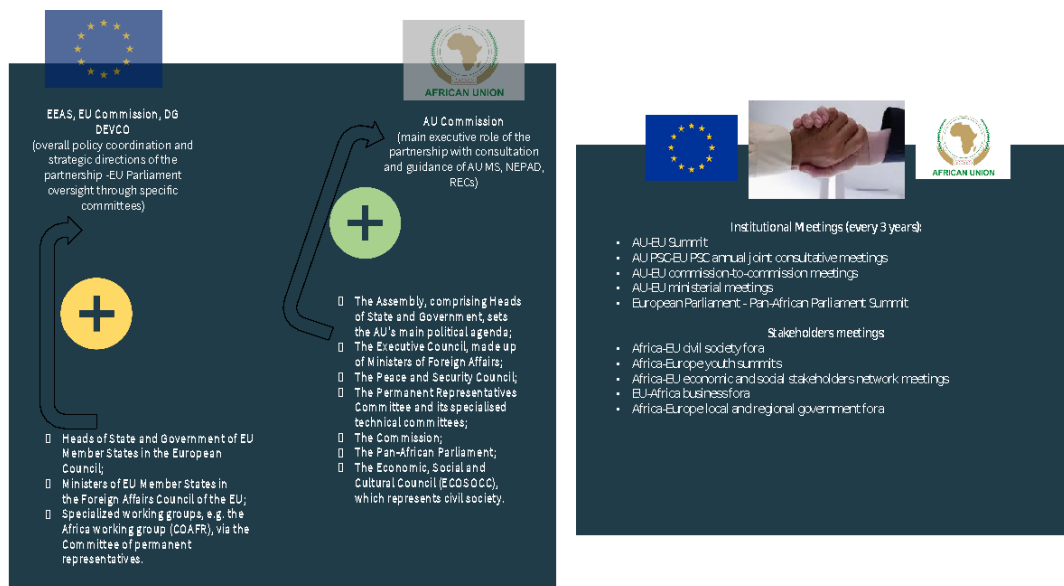 EEAS, EU Commission, DG
DEVCO
(overall policy coordination and
strategic directions of the
partnership -EU Parliament
oversight through specific
committees)
Heads of State and Government of EU
Member States in the European
Council;
Ministers of EU Member States in
the Foreign Affairs Council of the EU;
Specialized working groups, e.g. the
Africa working group (COAFR), via the
Committee of permanent
representatives.
AFRICAN UNION
AU Commission
(main executive role of the
partnership with consultation
and guidance of AU MS, NEPAD,
RECs)
The Assembly, comprising Heads
of State and Government, sets
the AU's main political agenda;
The Executive Council, made up
of Ministers of Foreign Affairs;
The Peace and Security Council;
The Permanent Representatives
Committee and its specialised
technical committees;
The Commission;
The Pan-African Parliament;
The Economic, Social and
Cultural Council (ECOSOCC),
which represents civil society.
AFRICAN UNION
Institutional Meetings (every 3 years):
• AU-EU Summit
• AU PSC-EU PSC annual joint consultative meetings
• AU-EU commission-to-commission meetings
• AU-EU ministerial meetings
• European Parliament - Pan-African Parliament Summit
Stakeholders meetings:
• Africa-EU civil society fora
• Africa-Europe youth summits
• Africa-EU economic and social stakeholders network meetings
• EU-Africa business fora
• Africa-Europe local and regional government fora